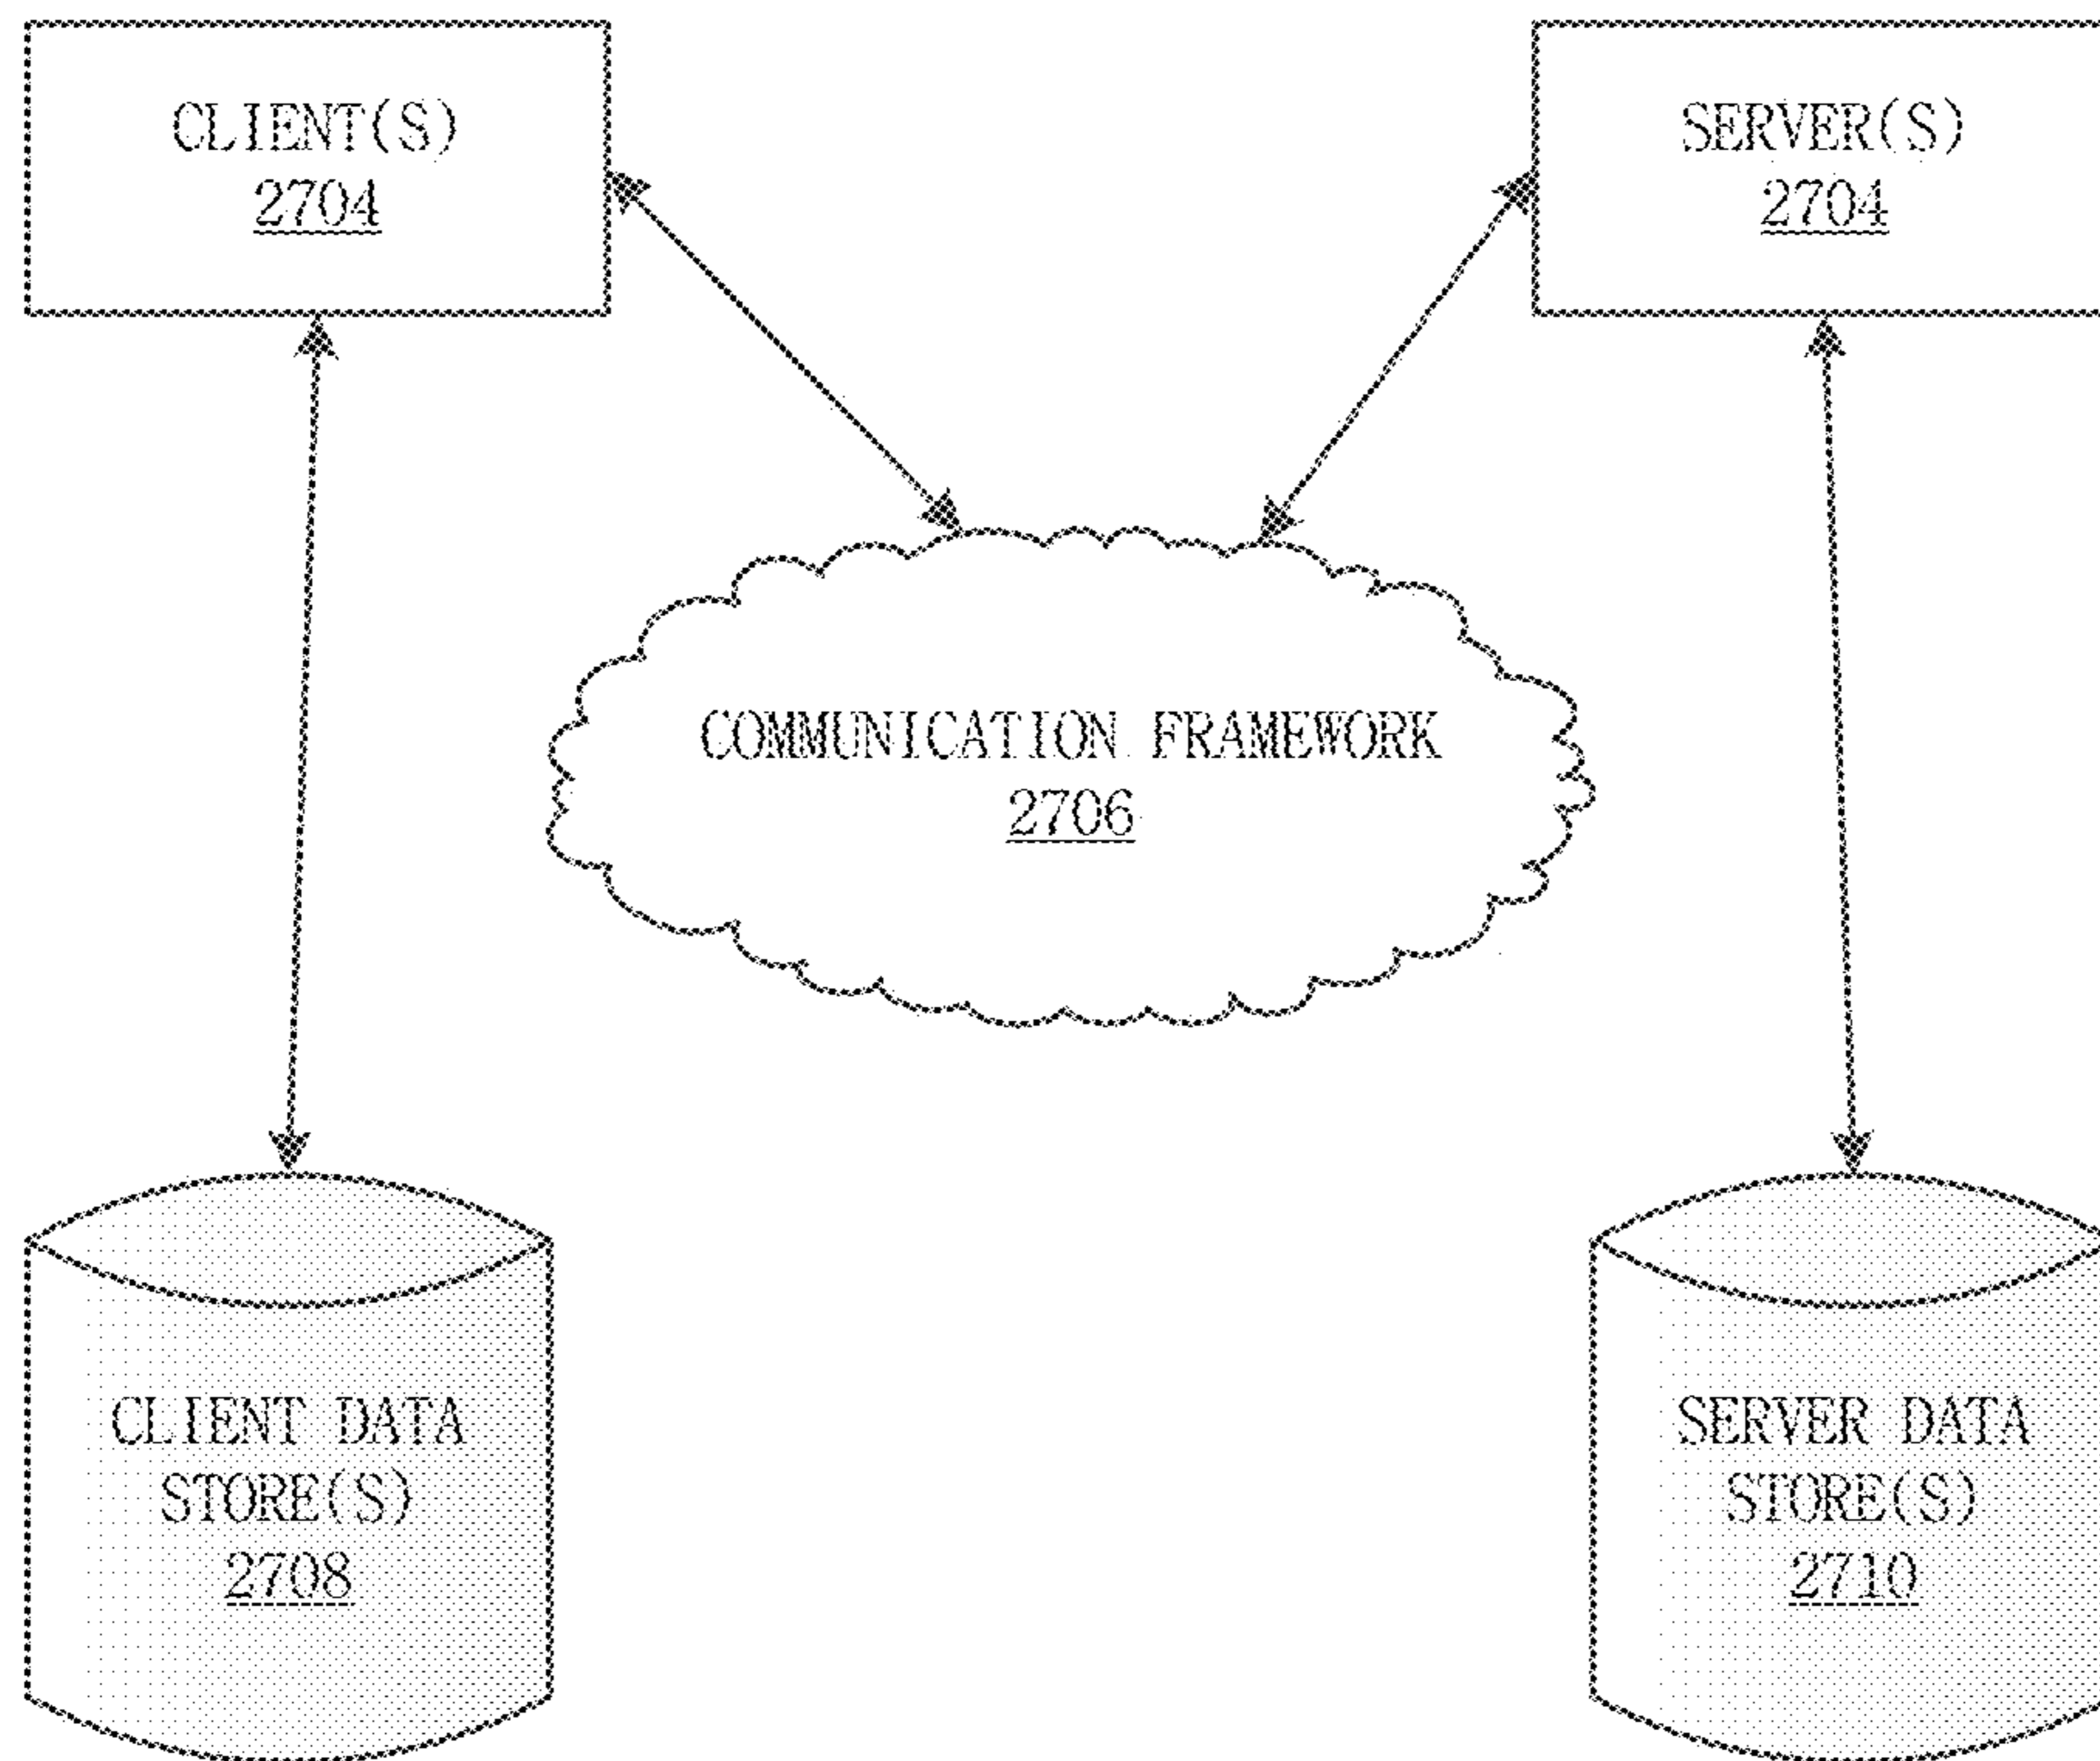 CLIENT(S)
2704
SERVER(S)
2704
COMMUNICATION FRAMEWORK
2706
CLIENT DATA
STORE(S)
2708
SERVER DATA
STORE(S)
2710